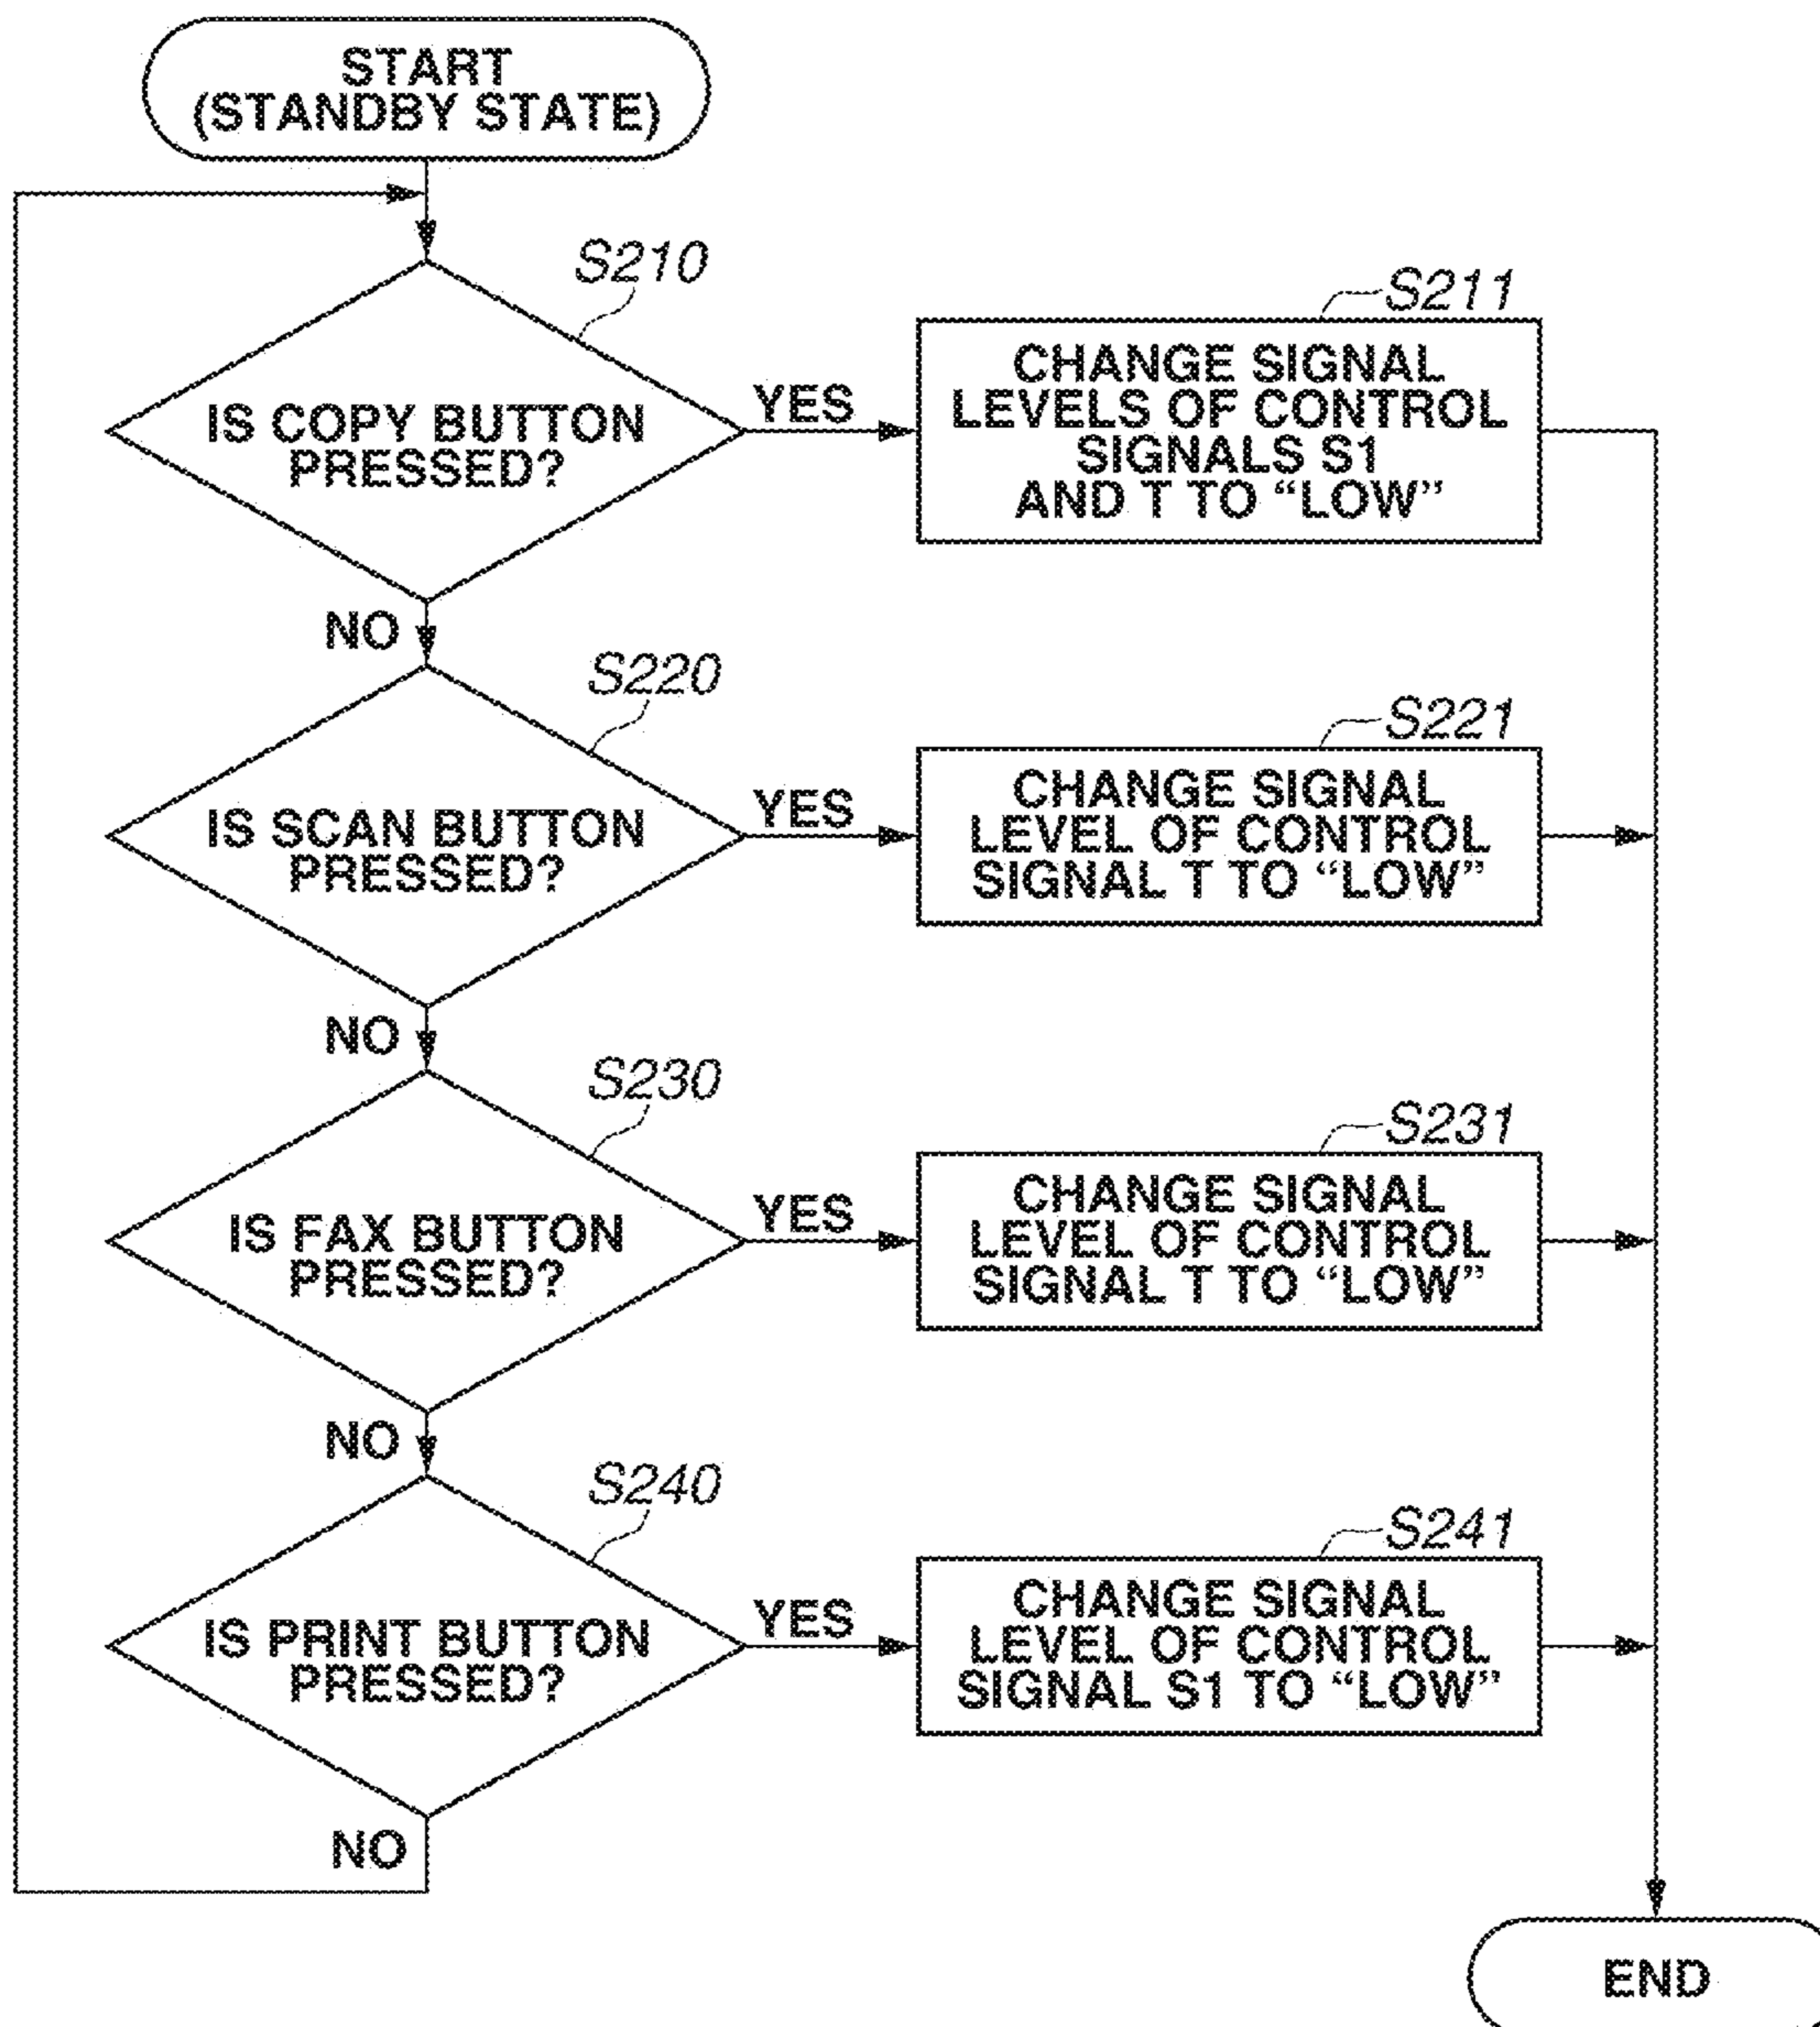 START
(STANDBY STATE)
S210
IS COPY BUTTON
PRESSED?
YES
S211
CHANGE SIGNAL
LEVELS OF CONTROL
SIGNALS S1
AND T TO “LOW”
NO
S220
IS SCAN BUTTON
PRESSED?
YES
S221
CHANGE SIGNAL
LEVEL OF CONTROL
SIGNAL T TO “LOW”
NO
S230
IS FAX BUTTON
PRESSED?
YES
S231
CHANGE SIGNAL
LEVEL OF CONTROL
SIGNAL T TO “LOW”
NO
S240
IS PRINT BUTTON
PRESSED?
YES
S241
CHANGE SIGNAL
LEVEL OF CONTROL
SIGNAL S1 TO “LOW”
NO
END